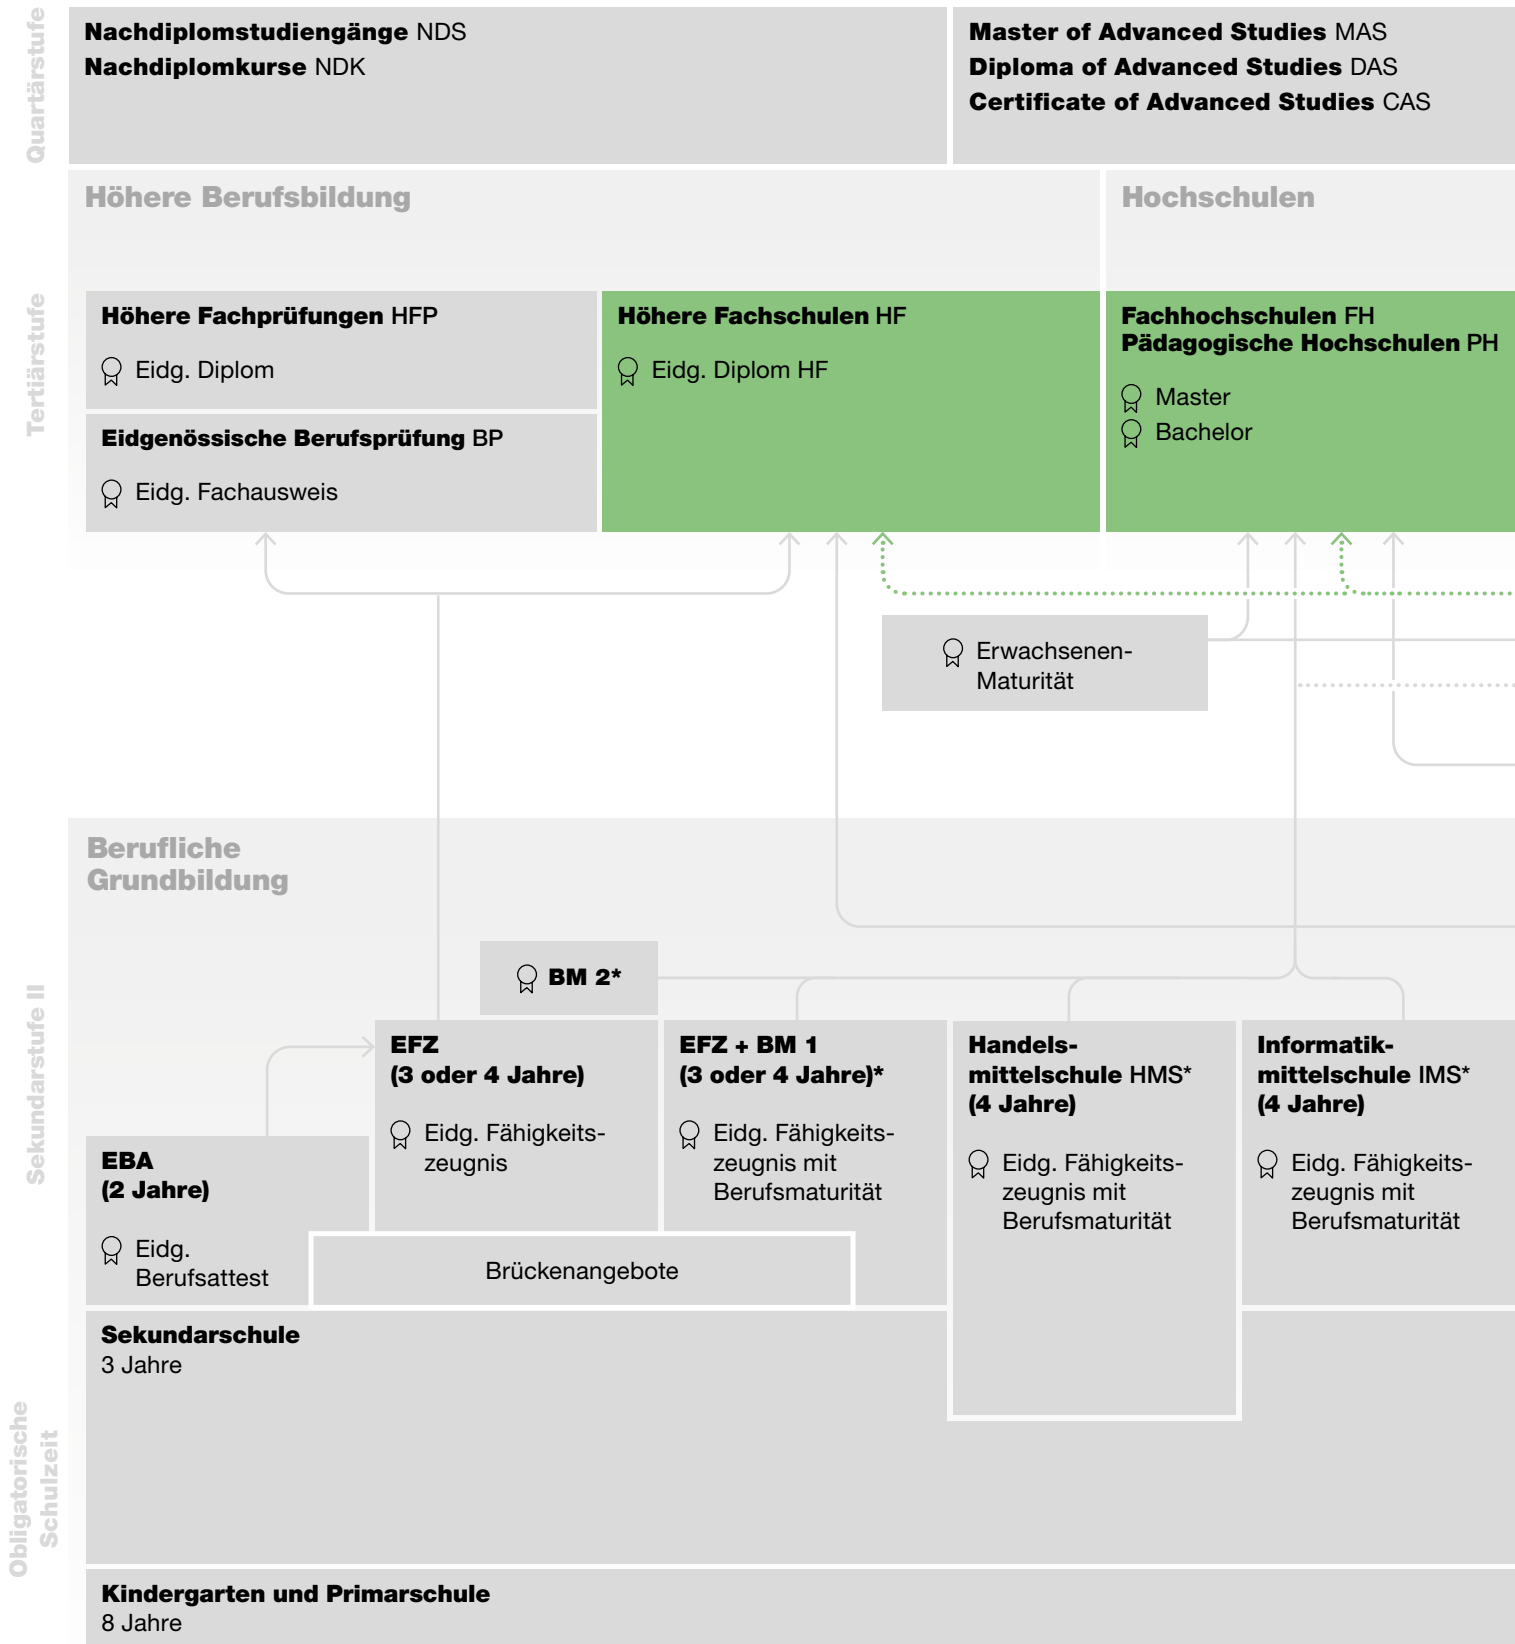 Quartärstufe
Nachdiplomstudiengänge NDS
Nachdiplomkurse NDK
Master of Advanced Studies MAS
Diploma of Advanced Studies DAS
Certificate of Advanced Studies CAS
Tertiärstufe
Höhere Berufsbildung
Hochschulen
Höhere Fachprüfungen HFP
Eidg. Diplom
Eidgenössische Berufsprüfung BP
Eidg. Fachausweis
Höhere Fachschulen HF
Eidg. Diplom HF
Fachhochschulen FH
Pädagogische Hochschulen PH
Master
Bachelor
Erwachsenen-
Maturität
Sekundarstufe II
Berufliche
Grundbildung
BM 2*
EBA
(2 Jahre)
Eidg.
Berufsattest
EFZ
(3 oder 4 Jahre)
Eidg. Fähigkeits-
zeugnis
EFZ + BM 1
(3 oder 4 Jahre)*
Eidg. Fähigkeits-
zeugnis mit
Berufsmaturität
Handels-
mittelschule HMS*
(4 Jahre)
Eidg. Fähigkeits-
zeugnis mit
Berufsmaturität
Informatik-
mittelschule IMS*
(4 Jahre)
Eidg. Fähigkeits-
zeugnis mit
Berufsmaturität
Brückenangebote
Obligatorische
Schulzeit
Sekundarschule
3 Jahre
Kindergarten und Primarschule
8 Jahre